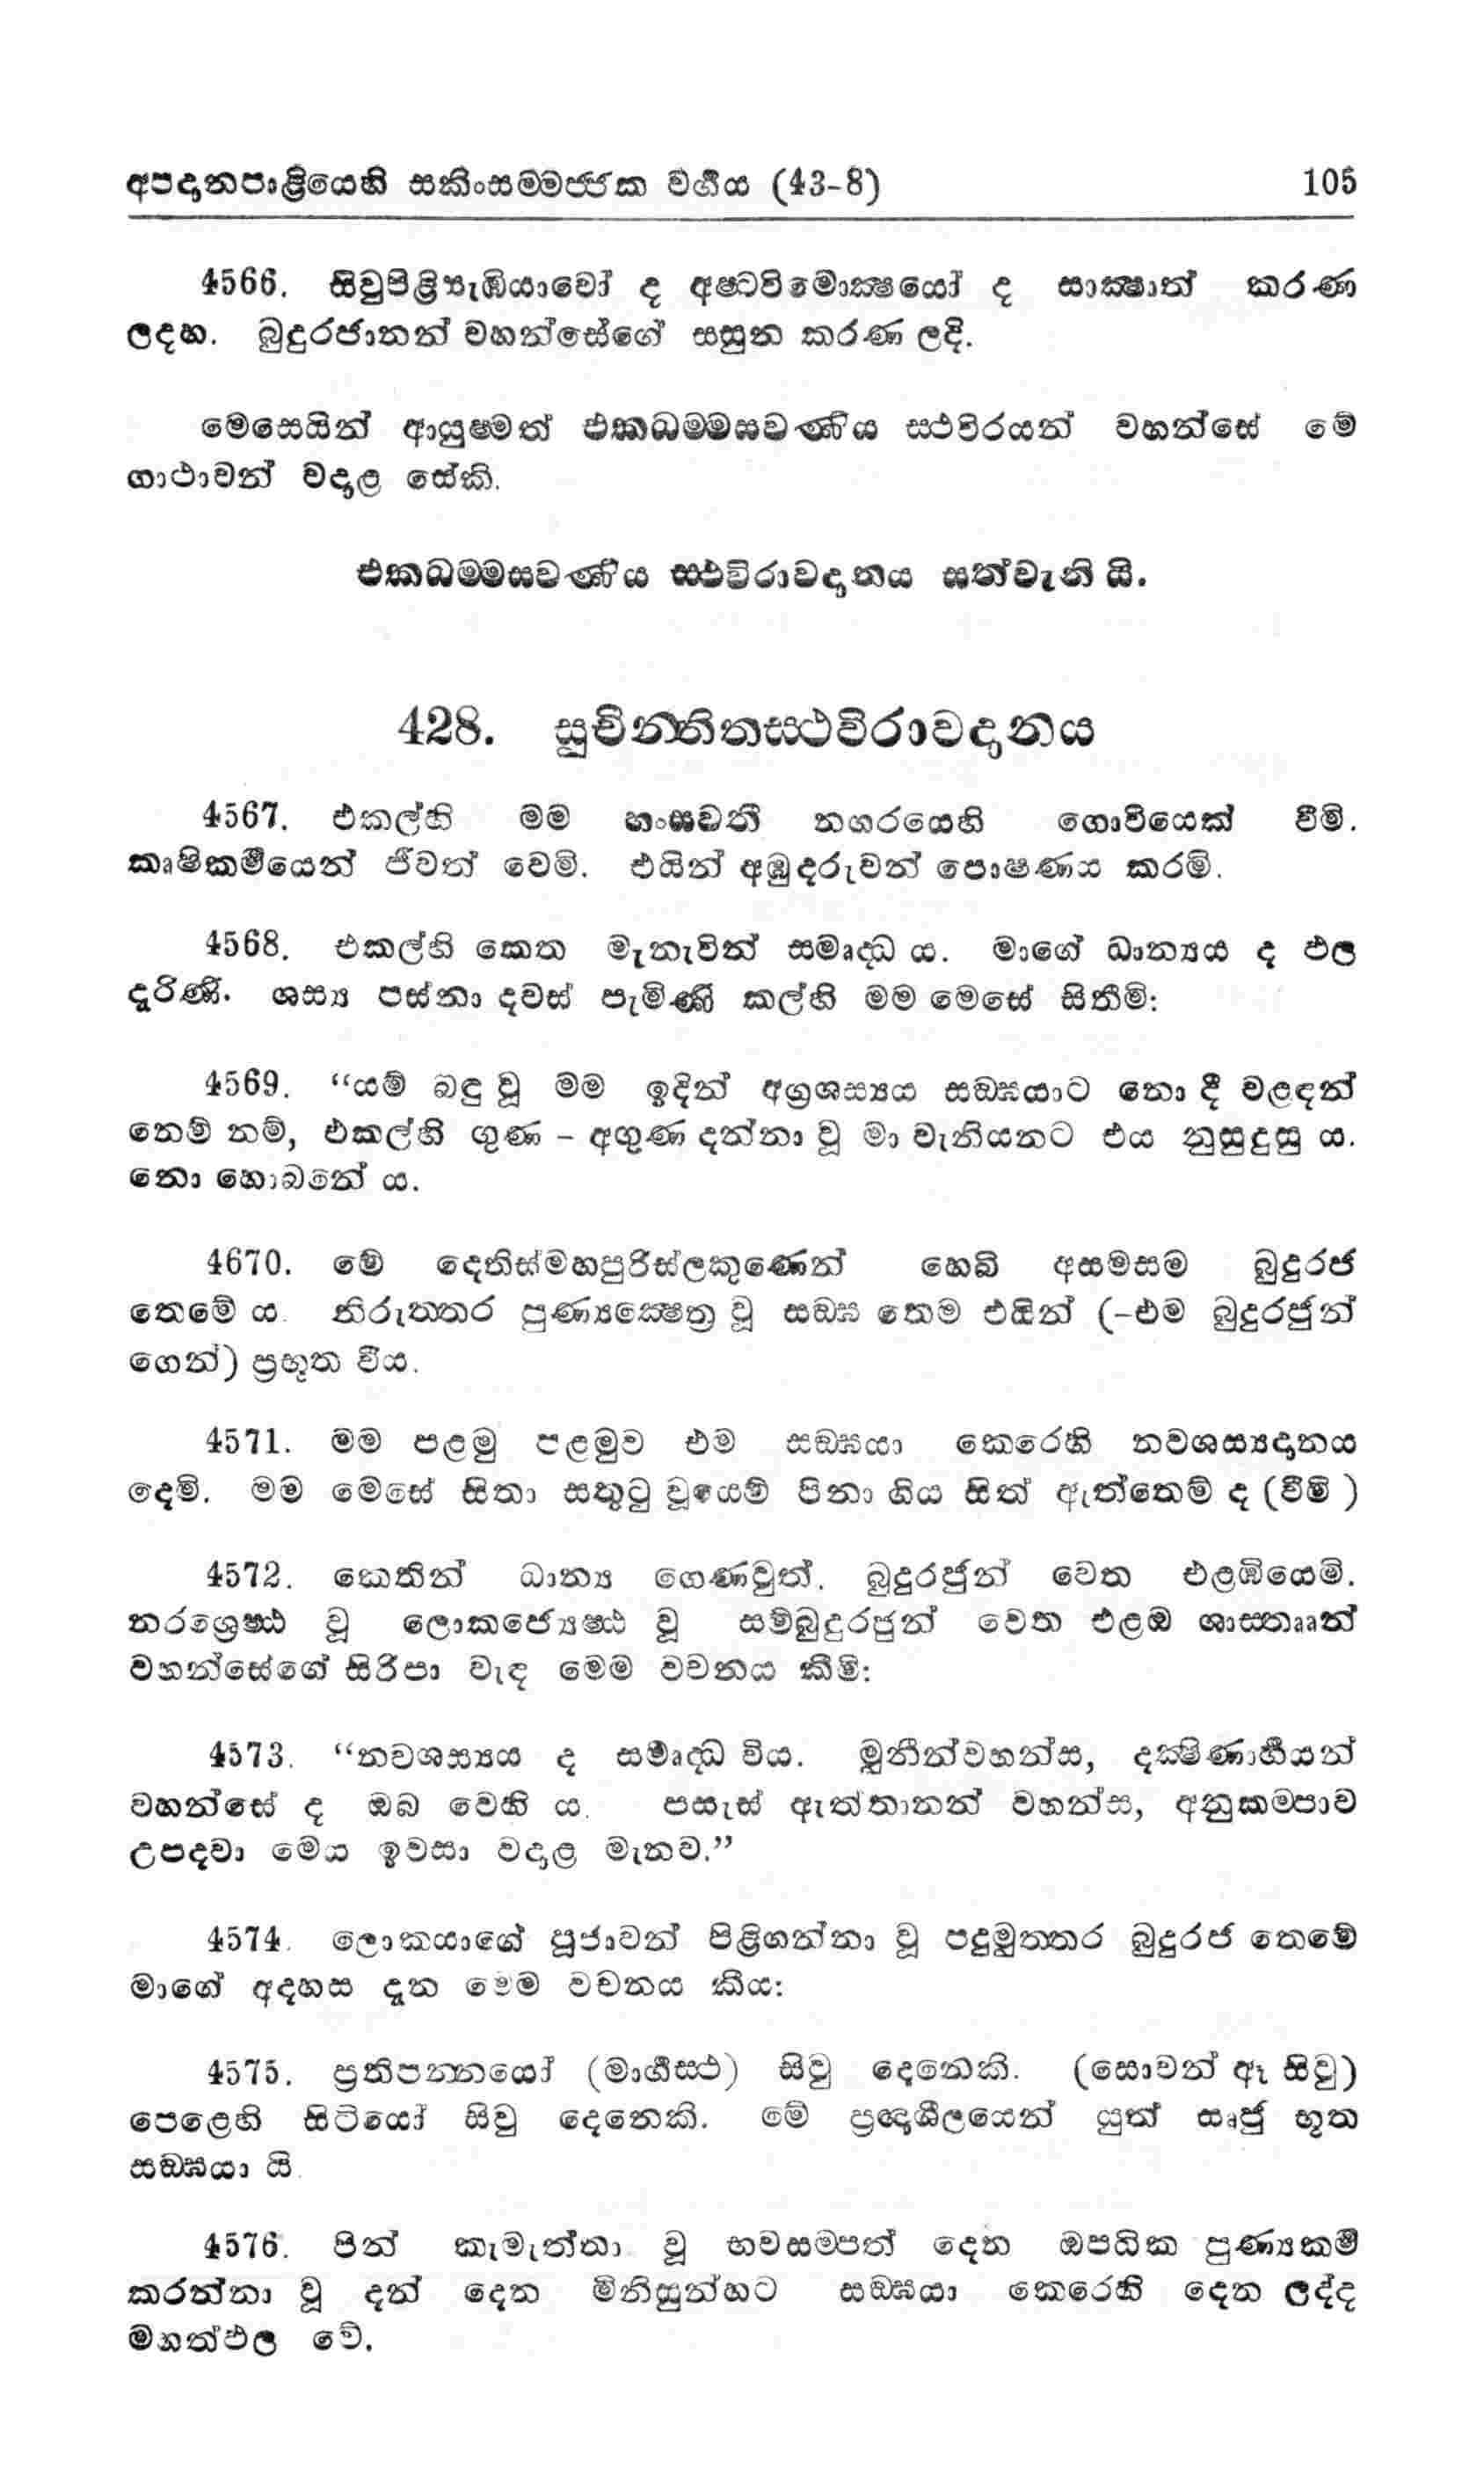 අපදානපාළියෙහි සකිංසම්මජ්ජක වර්ගය (43-8) 105
4566. සිවුපිළිසැඹියාවෝ ද අෂ්ටවිමොක්ෂයෝ ද සාක්ෂාත් කරණ
ලදහ. බුදුරජානන් වහන්සේගේ සසුන කරණ ලදි.
මෙසෙයින් ආයුෂ්මත් එකධම්මසවණීය ස්ථවිරයන් වහන්සේ මේ
ගාථාවන් වදාළ සේකි.
එකධම්මසවණීය ස්ථවිරාවදානය සත්වැනි යි.
428. සුචින්තිතස්ථවිරාවදානය
4567. එකල්හි මම හංසවතී නගරයෙහි ගොවියෙක් වීමි.
කෘෂිකර්මයෙන් ජීවත් වෙමි. එයින් අඹුදරුවන් පොෂණය කරමි.
4568. එකල්හි කෙත මැනැවින් සමෘද්ධ ය. මාගේ ධාන්‍යය ද ඵල
දැරිණි. ශස්‍ය පස්නා දවස් පැමිණි කල්හි මම මෙසේ සිතීමි:
4569. “යම් බඳු වූ මම ඉදින් අග්‍රශස්‍යය සඞ්ඝයාට නො දී වළඳන්
නෙම් නම්, එකල්හි ගුණ - අගුණ දන්නා වූ මා වැනියනට එය නුසුදුසු ය.
නො හොබනේ ය.
4670. මේ දෙතිස්මහපුරිස්ලකුණෙන් හෙබි අසමසම බුදුරජ
තෙමේ ය. නිරුත්තර පුණ්‍යක්ෂෙත්‍ර වූ සඞ්ඝ තෙම එයින් (-එම බුදුරජුන්
ගෙන්) ප්‍රභූත විය.
4571. මම පළමු පළමුව එම සඞ්ඝයා කෙරෙහි නවශස්‍යදානය
දෙමි. මම මෙසේ සිතා සතුටු වූයෙම් පිනා ගිය සිත් ඇත්තෙම් ද (වීමි )
4572. කෙතින් ධාන්‍ය ගෙණවුත්. බුදුරජුන් වෙත එළඹියෙමි.
නරශ්‍රෙෂ්ඨ වූ ලොකජ්‍යෙෂ්ඨ වූ සම්බුදුරජුන් වෙත එළඹ ශාස්තෲන්
වහන්සේගේ සිරිපා වැඳ මෙම වචනය කීමි:
4573. “නවශස්‍යය ද සමෘද්ධ විය. මුනීන්වහන්ස, දක්ෂිණාර්හයන්
වහන්සේ ද ඔබ වෙහි ය. පසැස් ඇත්තානන් වහන්ස, අනුකම්පාව
උපදවා මෙය ඉවසා වදාළ මැනව.”
4574. ලොකයාගේ පූජාවන් පිළිගන්නා වූ පදුමුත්තර බුදුරජ තෙමේ
මාගේ අදහස දැන මෙම වචනය කීය:
4575. ප්‍රතිපන්නයෝ (මාර්ගස්ථ) සිවු දෙනෙකි. (සොවන් ඈ සිවු)
පෙළෙහි සිටියෝ සිවු දෙනෙකි. මේ ප්‍රඥාශීලයෙන් යුත් සෘජු භූත
සඞ්ඝයා යි.
4576. පින් කැමැත්තා වූ භවසම්පත් දෙන ඔපධික පුණ්‍යකර්ම
කරන්නා වූ දන් දෙන මිනිසුන්හට සඞ්ඝයා කෙරෙහි දෙන ලද්ද
මහත්ඵල වේ.